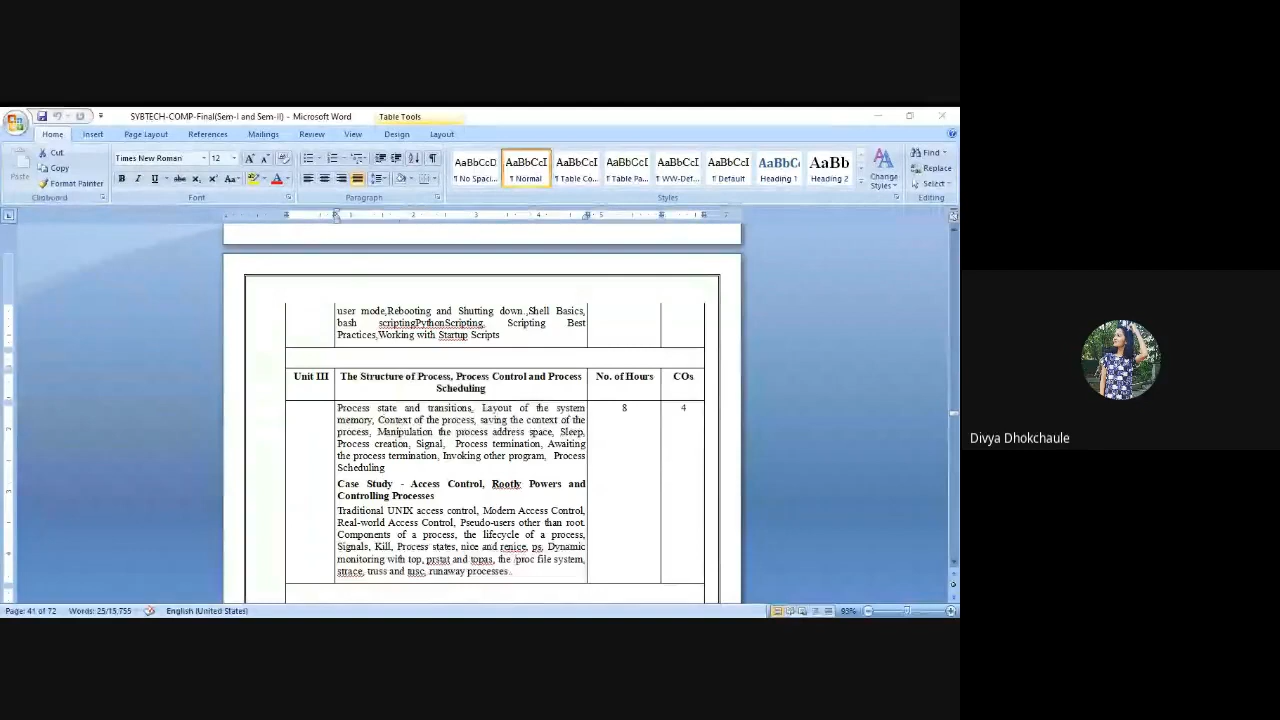 SYBTECH-COMP-Final(Sem-I and Sem-II) - Microsoft Word
Table Tools
Home Insert Page Layout References Mailings Review View Design Layout
Paste
Cut
Copy
Format Painter
Clipboard
Times New Roman 12
Font
Paragraph
AaBbCcD AaBbCcI AaBbCcI AaBbCcI AaBbCcI AaBbCcI AaBbCc AaBb
¶ No Spaci... ¶ Normal ¶ Table Co... ¶ Table Pa... ¶ WW-Def... ¶ Default Heading 1 Heading 2
Change Styles
Styles
Find
Replace
Select
Editing
user mode,Rebooting and Shutting down.,Shell Basics,
bash scriptingPythonScripting, Scripting Best
Practices,Working with Startup Scripts
Unit III The Structure of Process, Process Control and Process No. of Hours COs
Scheduling
Process state and transitions, Layout of the system 8 4
memory, Context of the process, saving the context of the
process, Manipulation the process address space, Sleep,
Process creation, Signal, Process termination, Awaiting
the process termination, Invoking other program, Process
Scheduling
Case Study - Access Control, Rootly Powers and
Controlling Processes
Traditional UNIX access control, Modern Access Control,
Real-world Access Control, Pseudo-users other than root.
Components of a process, the lifecycle of a process,
Signals, Kill, Process states, nice and renice, ps, Dynamic
monitoring with top, prstat and topas, the /proc file system,
strace, truss and tusc, runaway processes..
Page: 41 of 72 Words: 25/15,755 English (United States) 93%
Divya Dhokchaule